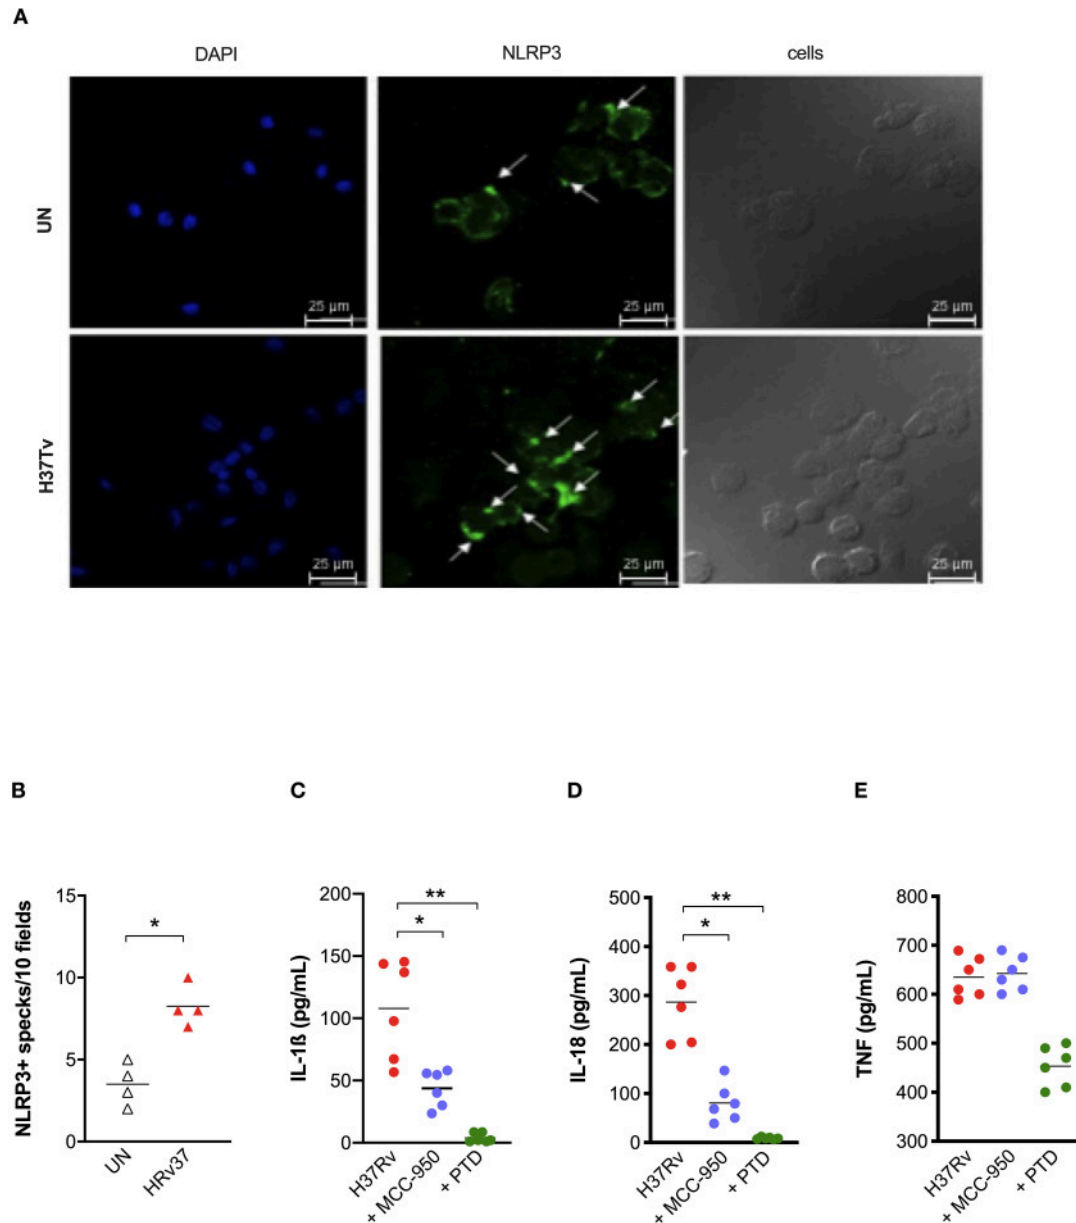 A
DAPI NLRP3 cells
UN
25 µm 25 µm 25 µm
H37Tv
25 µm 25 µm 25 µm
B C D E
NLRP3+ specks/10 fields
15
10
5
0
*
UN HRv37
IL-1ß (pg/mL)
200
150
100
50
0
**
*
H37Rv + MCC-950 + PTD
IL-18 (pg/mL)
500
400
300
200
100
0
**
*
H37Rv + MCC-950 + PTD
TNF (pg/mL)
800
700
600
500
400
300
H37Rv + MCC-950 + PTD